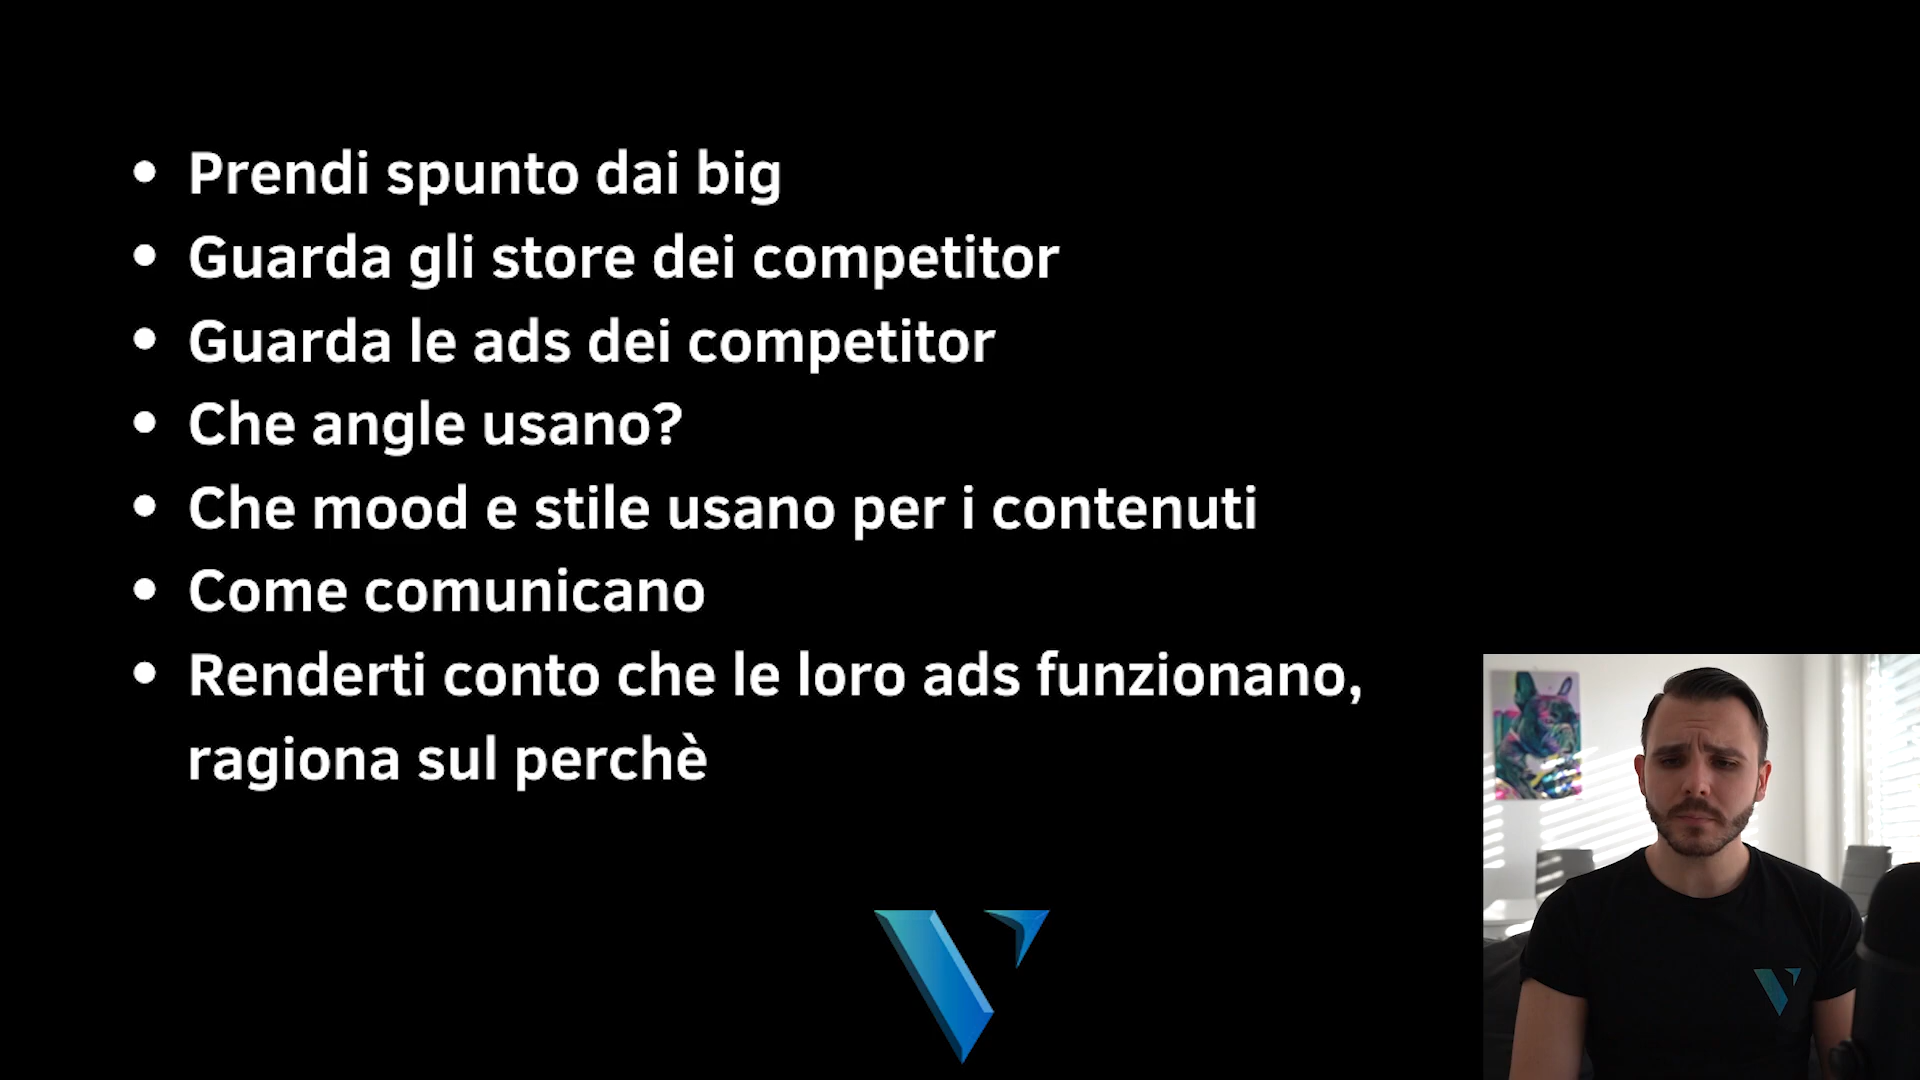 Prendi spunto dai big
Guarda gli store dei competitor
Guarda le ads dei competitor
Che angle usano?
Che mood e stile usano per i contenuti
Come comunicano
Renderti conto che le loro ads funzionano,
ragiona sul perchè